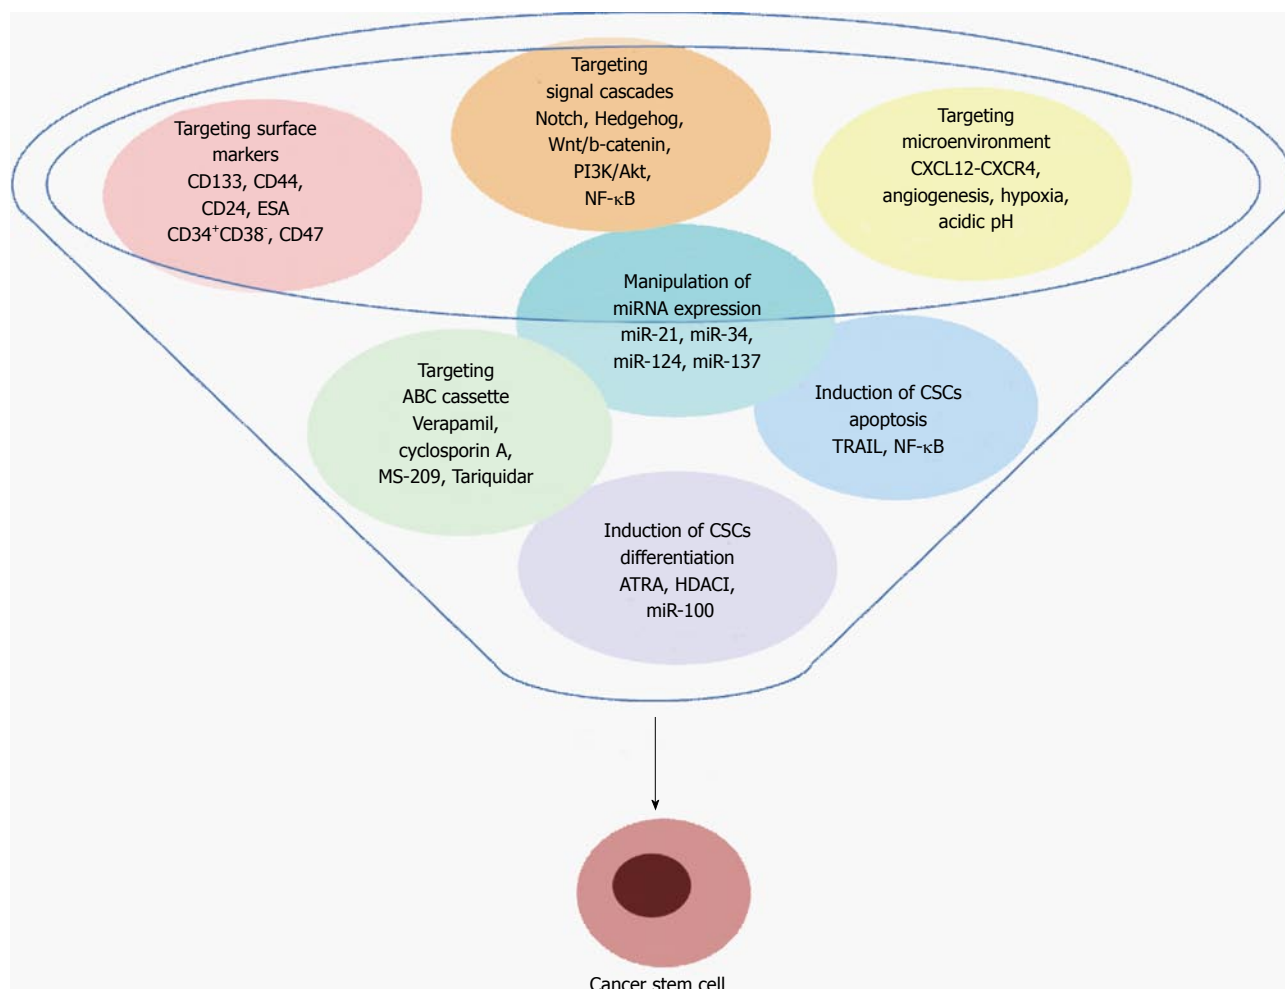 Targeting
signal cascades
Notch, Hedgehog,
Wnt/b-catenin,
PI3K/Akt,
NF-κB
Targeting surface
markers
CD133, CD44,
CD24, ESA
CD34⁺CD38⁻, CD47
Targeting
microenvironment
CXCL12-CXCR4,
angiogenesis, hypoxia,
acidic pH
Manipulation of
miRNA expression
miR-21, miR-34,
miR-124, miR-137
Targeting
ABC cassette
Verapamil,
cyclosporin A,
MS-209, Tariquidar
Induction of CSCs
apoptosis
TRAIL, NF-κB
Induction of CSCs
differentiation
ATRA, HDACI,
miR-100
Cancer stem cell